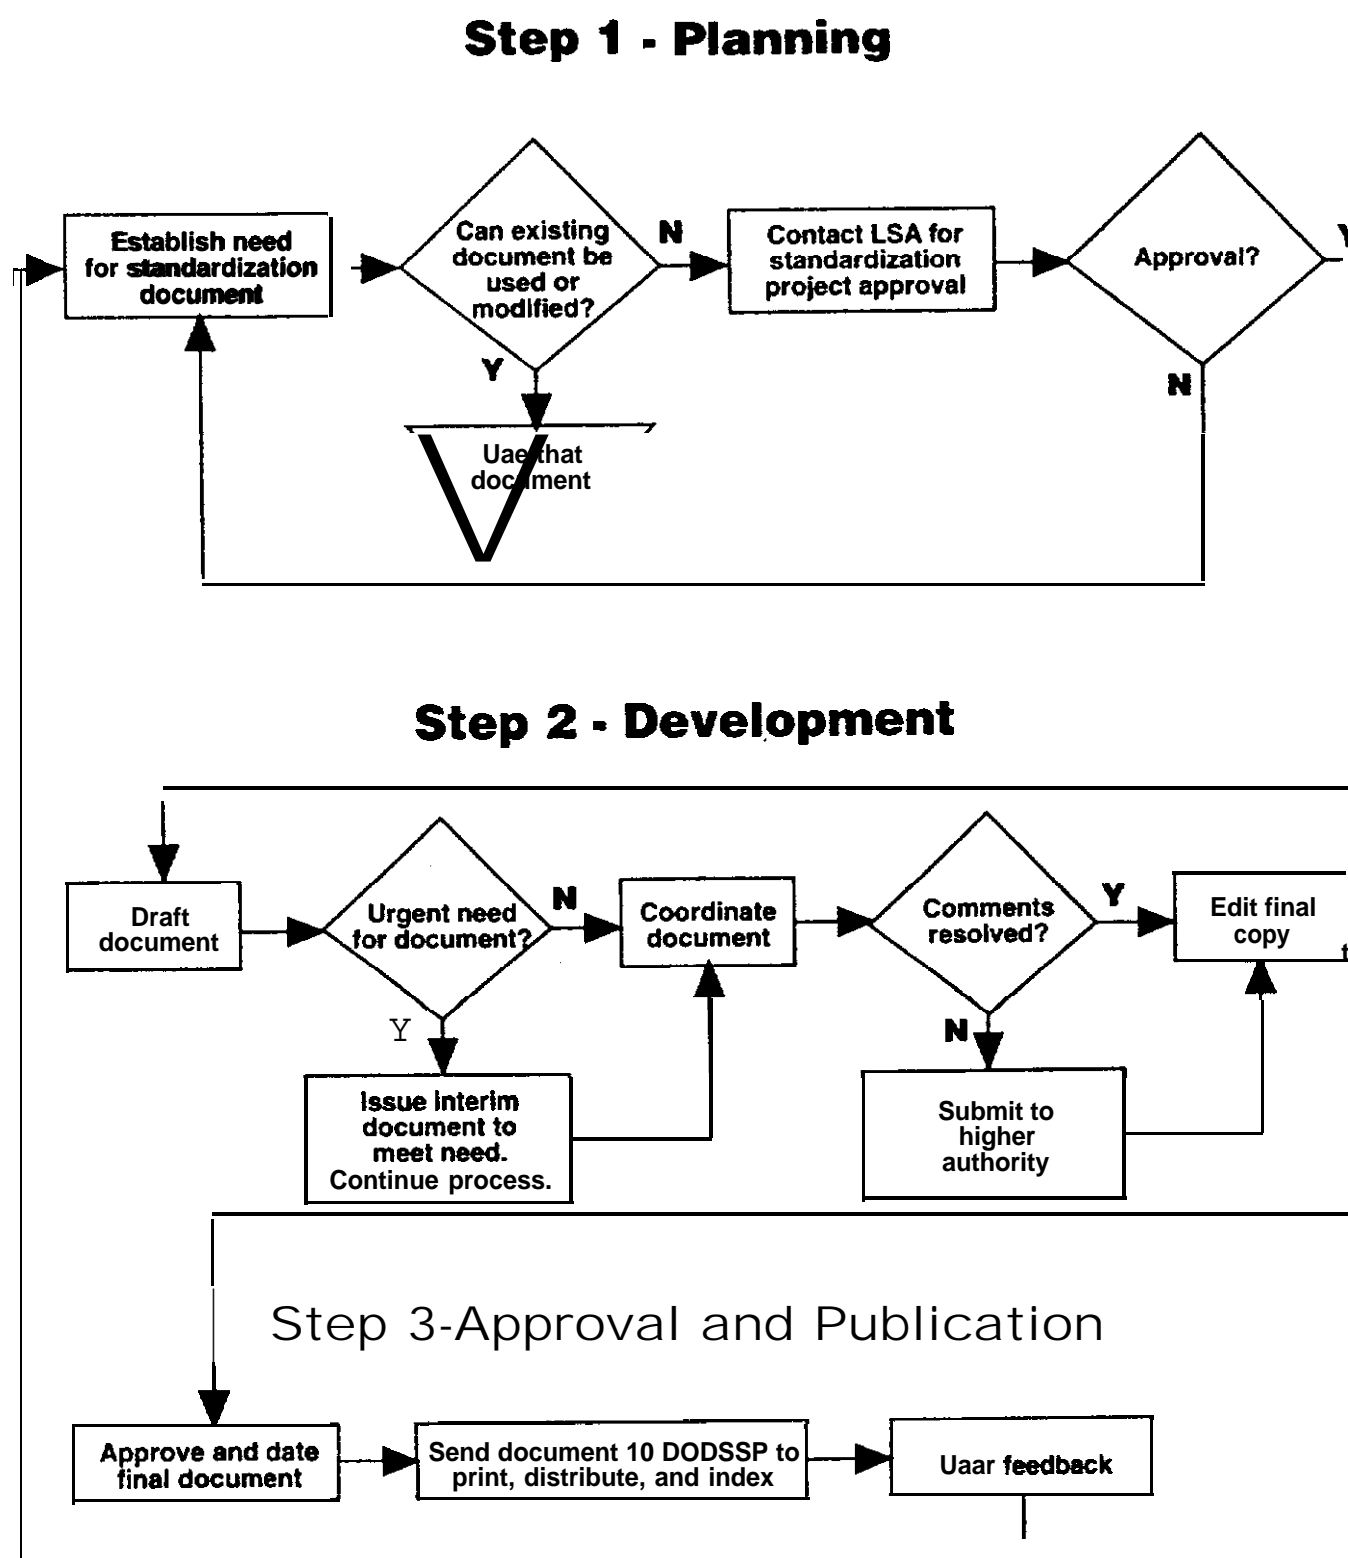 Step 1 - Planning
Establish need
for standardization
document
Can existing
document be
used or
modified?
N
Y
Uae that
document
Contact LSA for
standardization
project approval
Approval?
Y
N
Step 2 - Development
Draft
document
Urgent need
for document?
N
Y
Issue interim
document to
meet need.
Continue process.
Coordinate
document
Comments
resolved?
Y
N
Submit to
higher
authority
Edit final
copy
t
Step 3-Approval and Publication
Approve and date
final document
Send document 10 DODSSP to
print, distribute, and index
Uaar feedback